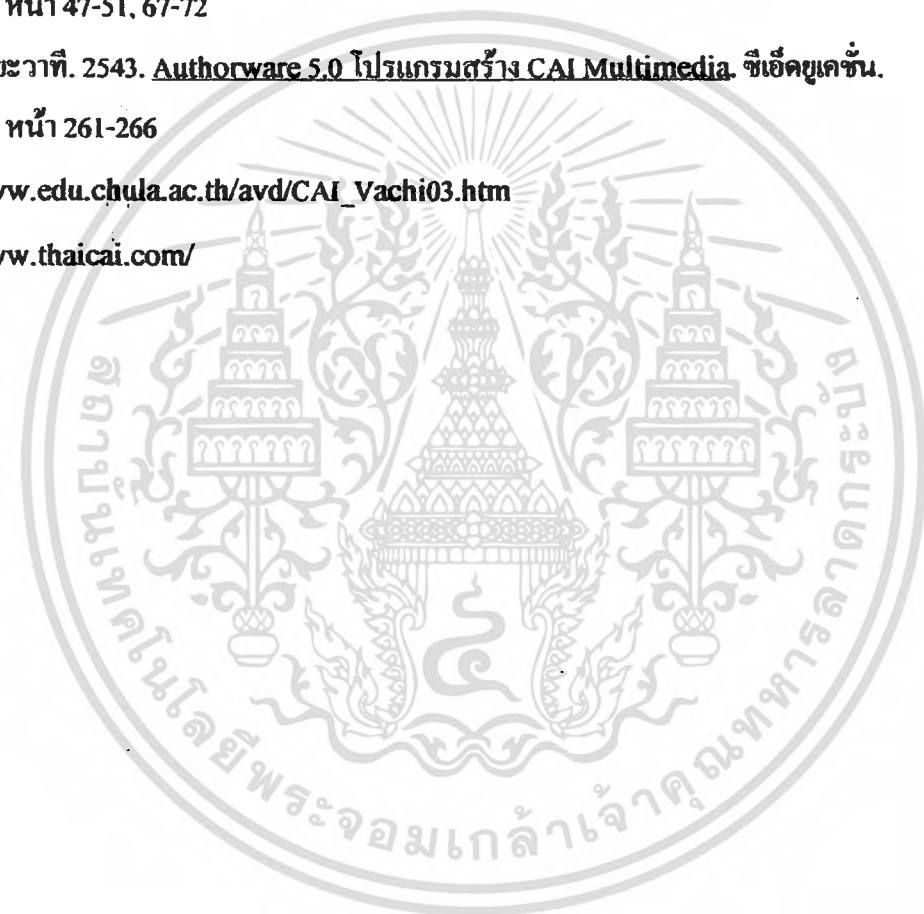 หน้า 47-51, 67-72
ยะวาที. 2543. Authorware 5.0 โปรแกรมสร้าง CAI Multimedia. ซีเอ็ดยูเคชั่น.
หน้า 261-266
w.edu.chula.ac.th/avd/CAI_Vachi03.htm
w.thaicai.com/
สถาบันเทคโนโลยีพระจอมเกล้าเจ้าคุณทหารลาดกระบัง